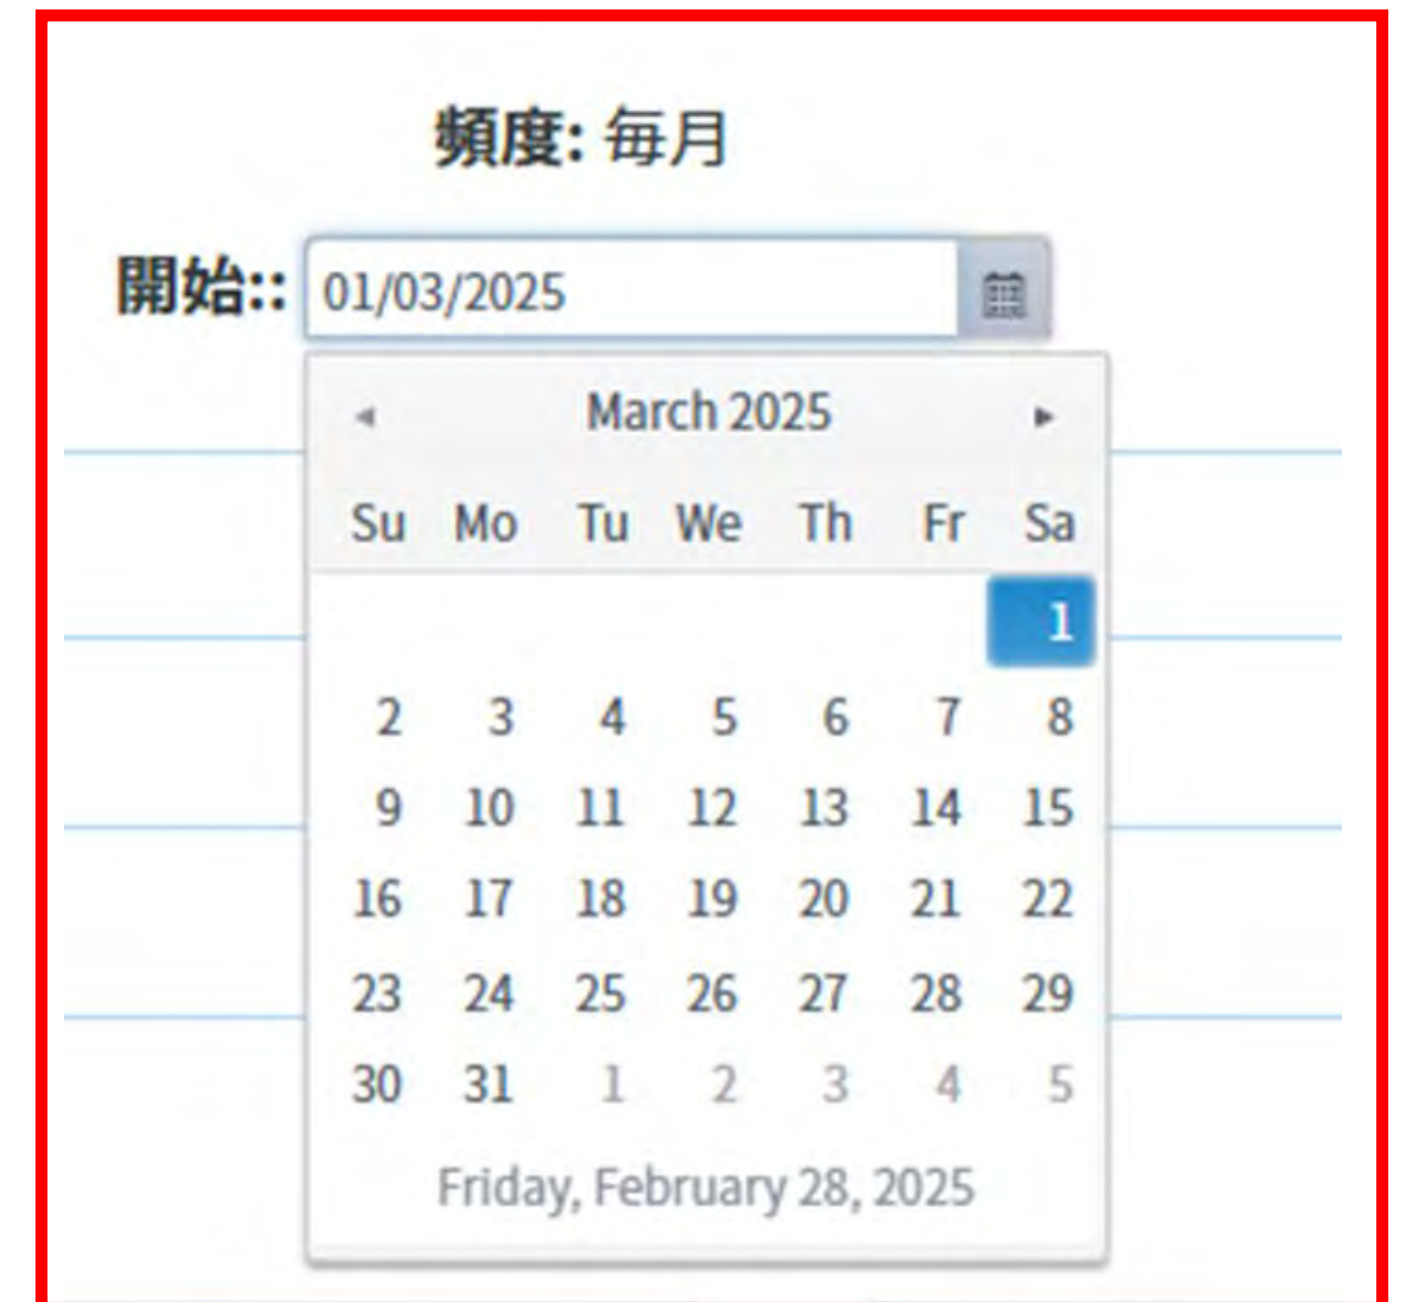 頻度: 毎月
開始:: 01/03/2025
◄ March 2025 ►
Su Mo Tu We Th Fr Sa
1
2 3 4 5 6 7 8
9 10 11 12 13 14 15
16 17 18 19 20 21 22
23 24 25 26 27 28 29
30 31 1 2 3 4 5
Friday, February 28, 2025